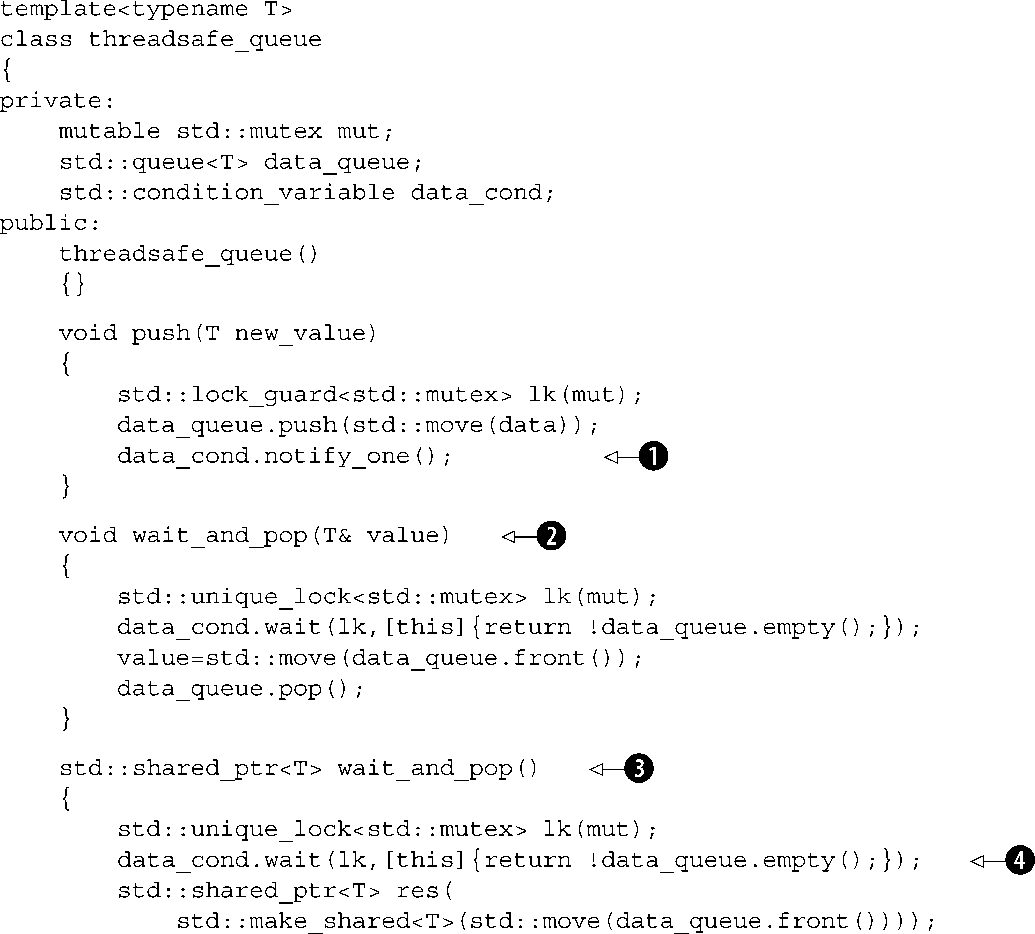 template<typename T>
class threadsafe_queue
{
private:
    mutable std::mutex mut;
    std::queue<T> data_queue;
    std::condition_variable data_cond;
public:
    threadsafe_queue()
    {}
    void push(T new_value)
    {
        std::lock_guard<std::mutex> lk(mut);
        data_queue.push(std::move(data));
        data_cond.notify_one(); 1
    }
    void wait_and_pop(T& value) 2
    {
        std::unique_lock<std::mutex> lk(mut);
        data_cond.wait(lk,[this]{return !data_queue.empty();});
        value=std::move(data_queue.front());
        data_queue.pop();
    }
    std::shared_ptr<T> wait_and_pop() 3
    {
        std::unique_lock<std::mutex> lk(mut);
        data_cond.wait(lk,[this]{return !data_queue.empty();}); 4
        std::shared_ptr<T> res(
            std::make_shared<T>(std::move(data_queue.front())));